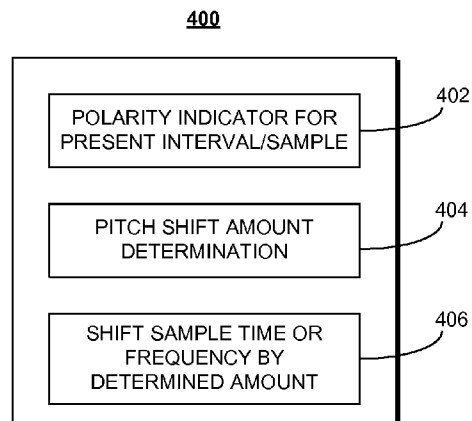 400
POLARITY INDICATOR FOR
PRESENT INTERVAL/SAMPLE
402
PITCH SHIFT AMOUNT
DETERMINATION
404
SHIFT SAMPLE TIME OR
FREQUENCY BY
DETERMINED AMOUNT
406